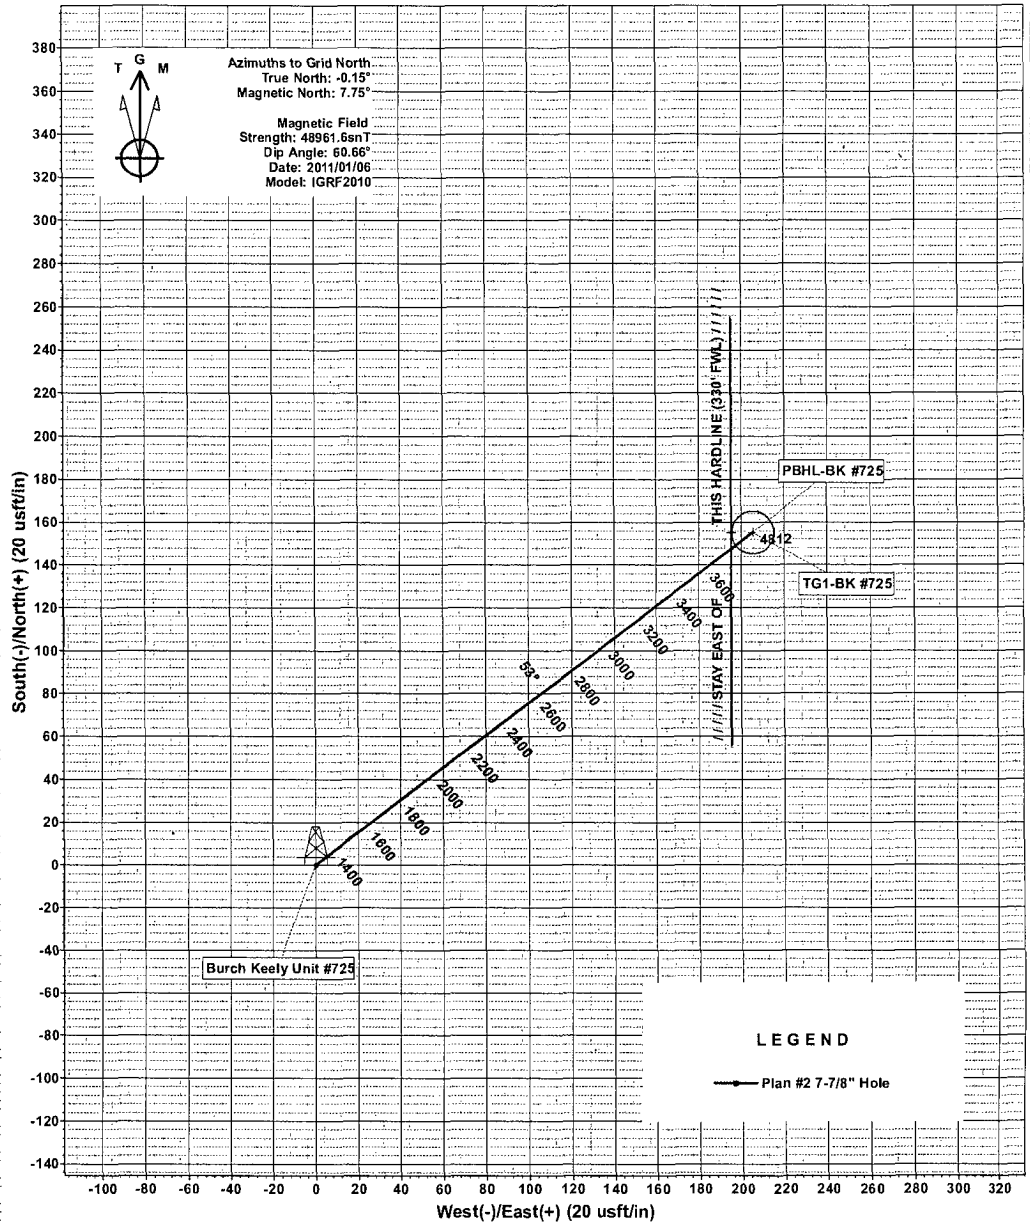 T G M
Azimuths to Grid North
True North: -0.15°
Magnetic North: 7.75°
Magnetic Field
Strength: 48961.6snT
Dip Angle: 60.66°
Date: 2011/01/06
Model: IGRF2010
380
360
340
320
300
280
260
240
220
200
180
160
140
120
100
80
60
40
20
0
-20
-40
-60
-80
-100
-120
-140
South(-)/North(+) (20 usft/in)
////// STAY EAST OF THIS HARDLINE (330' FWL) //////
PBHL-BK #725
4812
TG1-BK #725
3600
3400
3200
3000
53°
2800
2600
2400
2200
2000
1800
1600
1400
Burch Keely Unit #725
LEGEND
Plan #2 7-7/8" Hole
-100 -80 -60 -40 -20 0 20 40 60 80 100 120 140 160 180 200 220 240 260 280 300 320
West(-)/East(+) (20 usft/in)